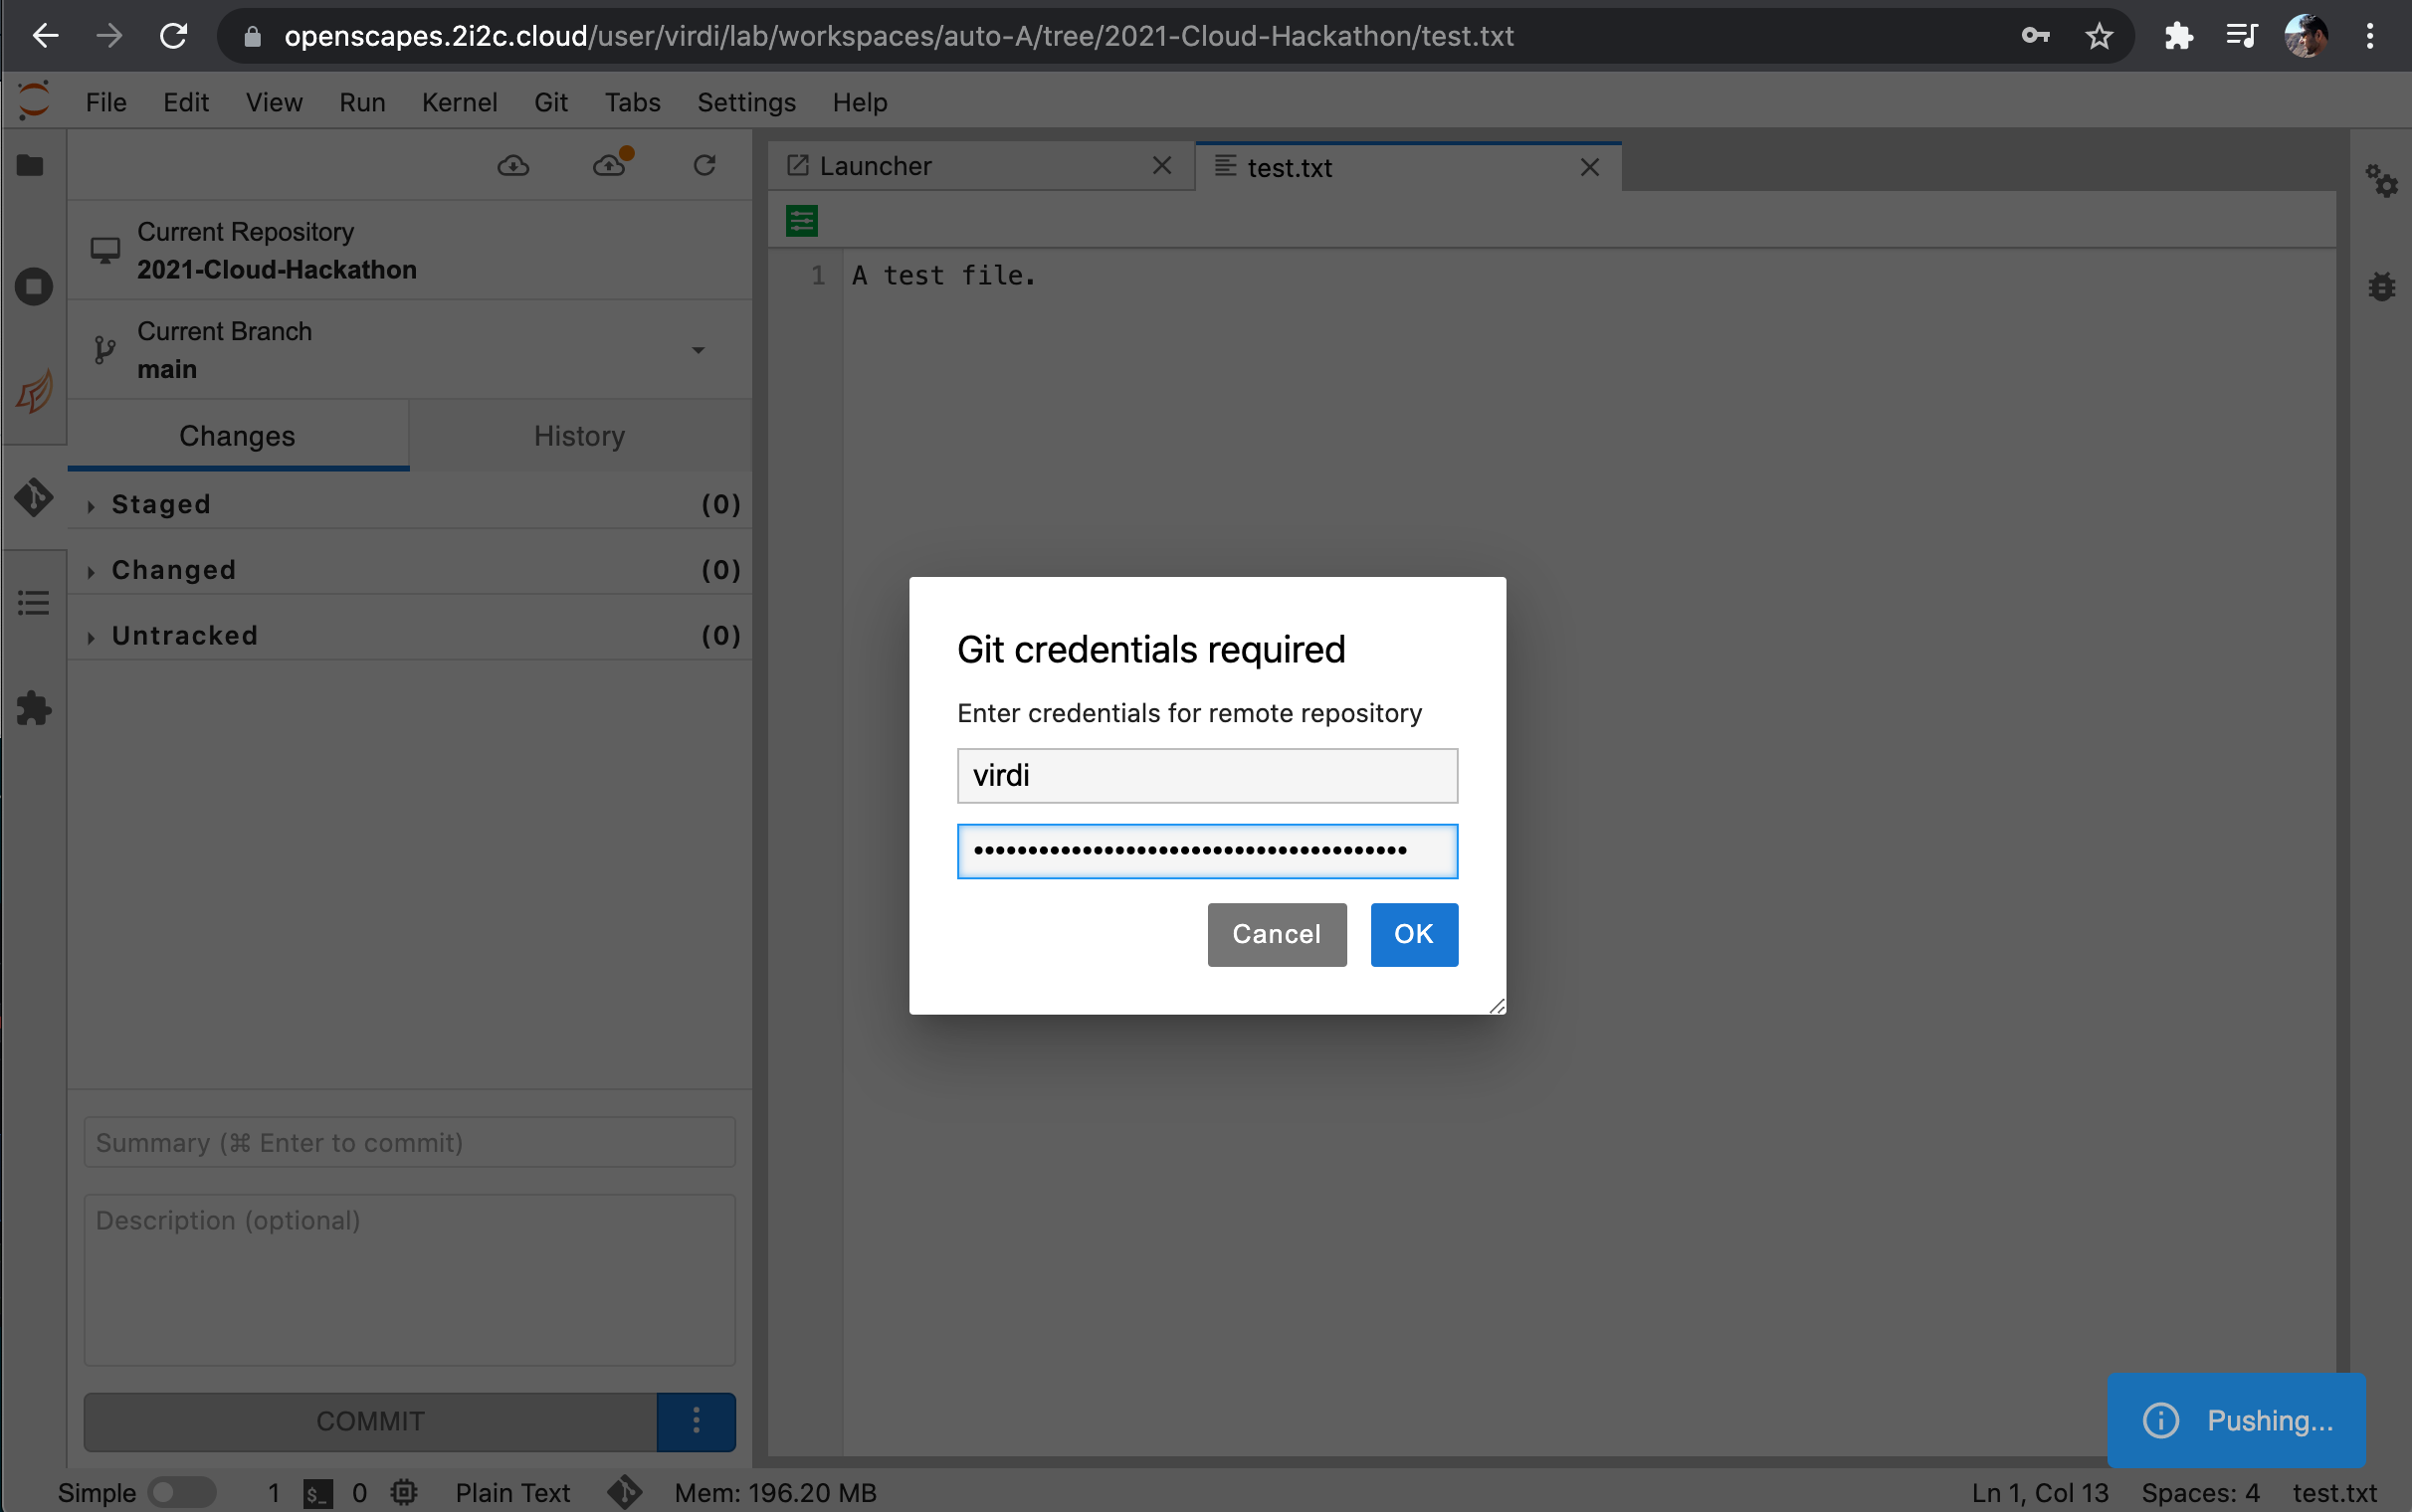 openscapes.2i2c.cloud/user/virdi/lab/workspaces/auto-A/tree/2021-Cloud-Hackathon/test.txt
File Edit View Run Kernel Git Tabs Settings Help
Launcher
test.txt
Current Repository
2021-Cloud-Hackathon
Current Branch
main
Changes
History
Staged (0)
Changed (0)
Untracked (0)
1 A test file.
Git credentials required
Enter credentials for remote repository
virdi
••••••••••••••••••••••••••••••••••••••••
Cancel
OK
Summary (⌘ Enter to commit)
Description (optional)
COMMIT
Pushing...
Simple 1 $_ 0 Plain Text Mem: 196.20 MB Ln 1, Col 13 Spaces: 4 test.txt